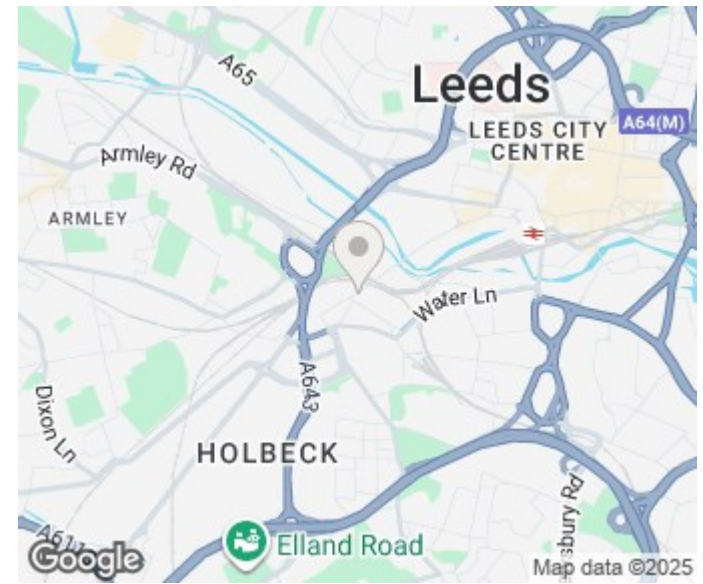 A65
Leeds
A64(M)
LEEDS CITY
CENTRE
Armley Rd
ARMLEY
Water Ln
A643
Dixon Ln
HOLBECK
Elland Road
Google
Map data ©2025